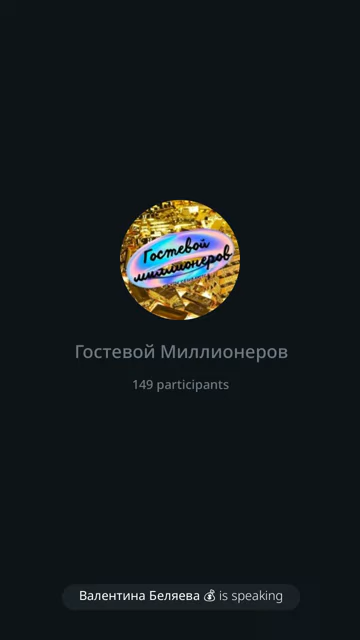 Гостевой
миллионеров
Гостевой Миллионеров
149 participants
Валентина Беляева 💰 is speaking